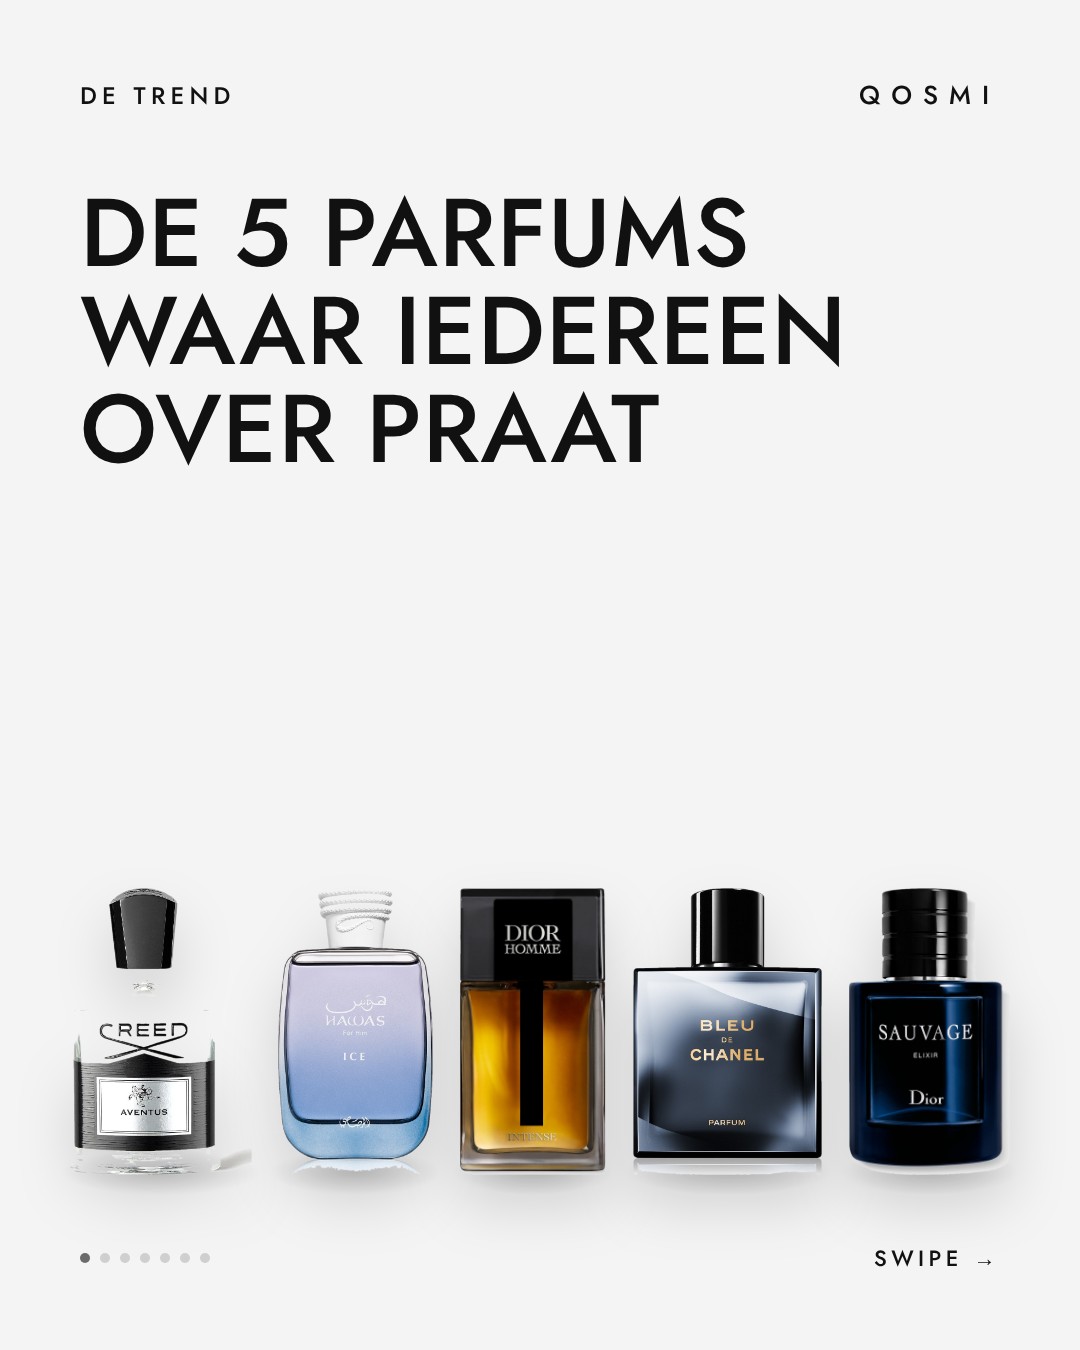 DE TREND
QOSMI
DE 5 PARFUMS
WAAR IEDEREEN
OVER PRAAT
CREED
AVENTUS
هوس
HAWAS
For Him
ICE
DIOR
HOMME
INTENSE
BLEU
DE
CHANEL
PARFUM
SAUVAGE
ELIXIR
Dior
SWIPE →